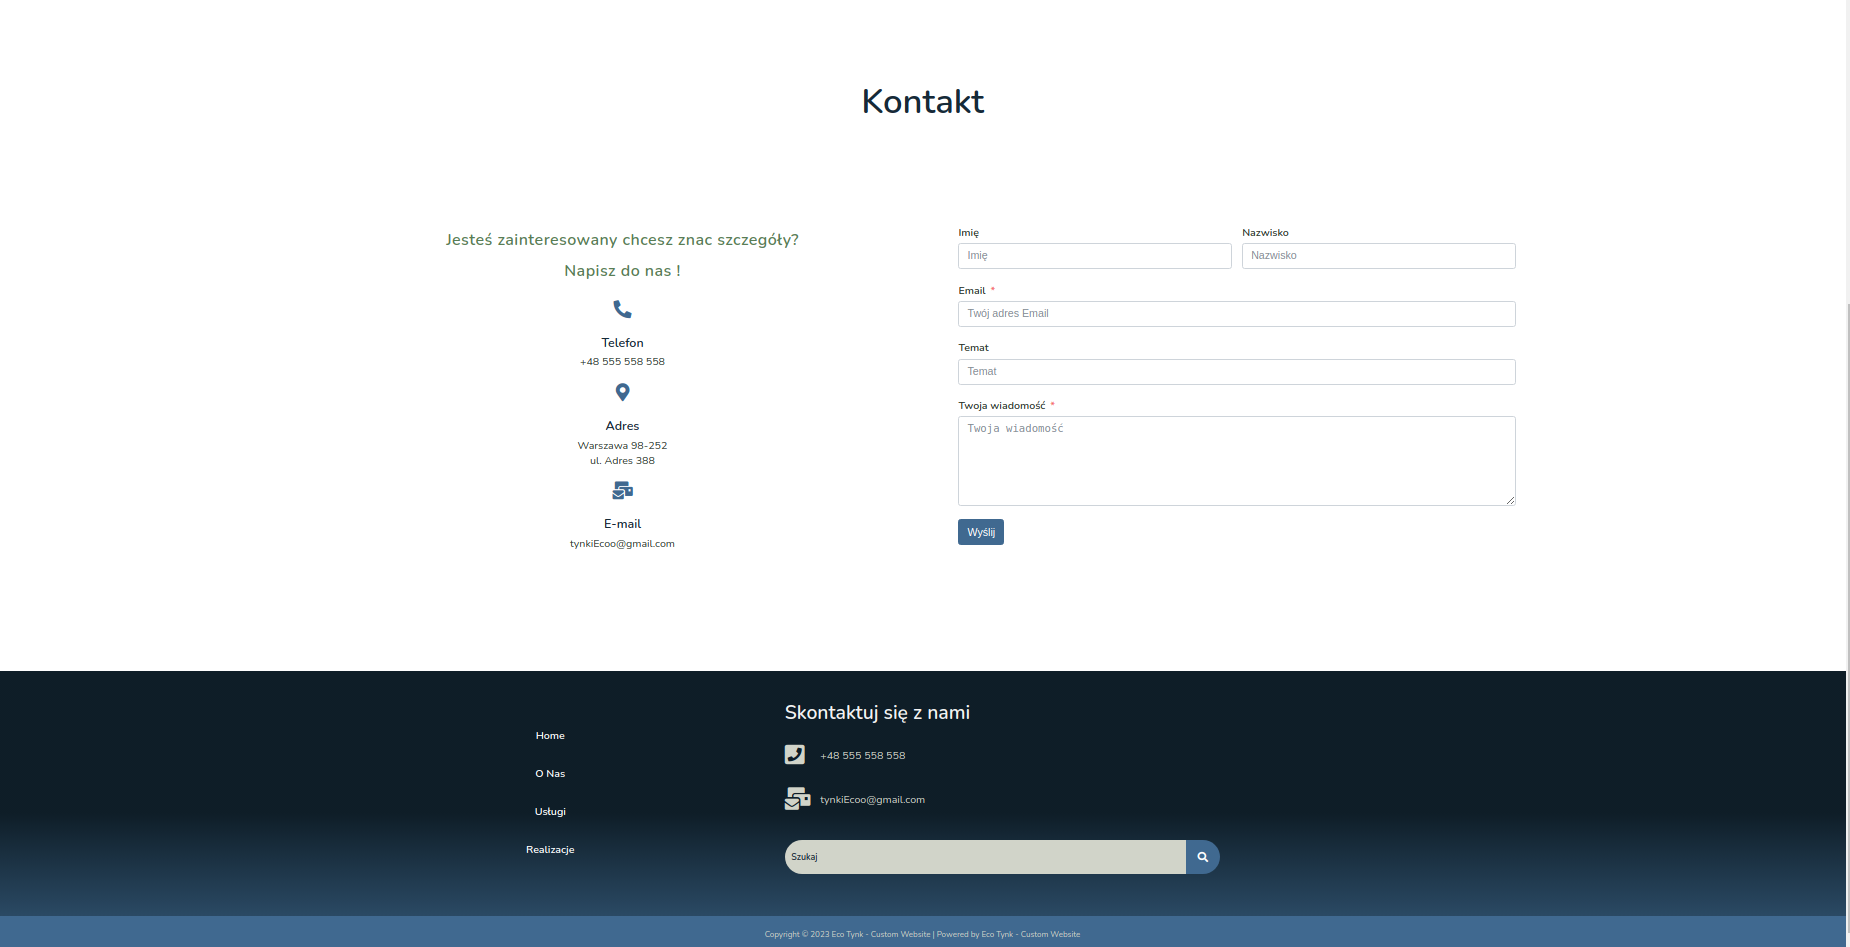 Kontakt
Jesteś zainteresowany chcesz znac szczegóły?
Napisz do nas !
Telefon
+48 555 558 558
Adres
Warszawa 98-252
ul. Adres 388
E-mail
tynkiEcoo@gmail.com
Imię Nazwisko
Imię Nazwisko
Email *
Twój adres Email
Temat
Temat
Twoja wiadomość *
Twoja wiadomość
Wyślij
Home
O Nas
Usługi
Realizacje
Skontaktuj się z nami
+48 555 558 558
tynkiEcoo@gmail.com
Szukaj
Copyright © 2023 Eco Tynk - Custom Website | Powered by Eco Tynk - Custom Website